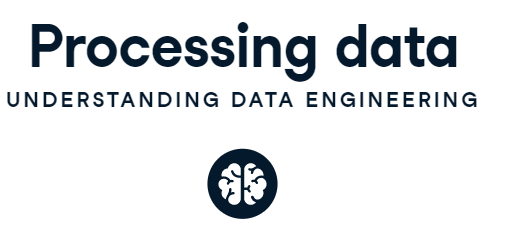 Processing data
UNDERSTANDING DATA ENGINEERING